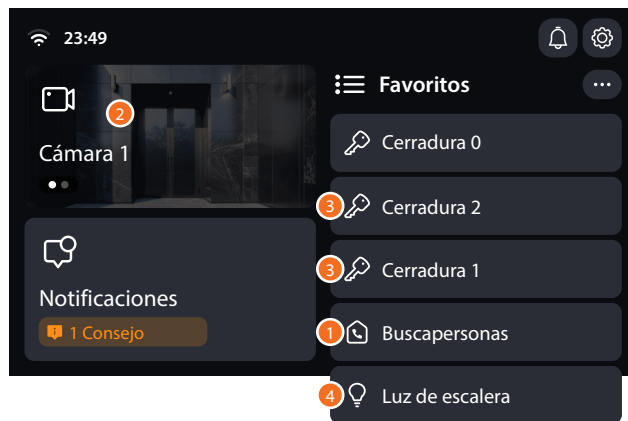 23:49
2
Cámara 1
Notificaciones
1 Consejo
Favoritos
Cerradura 0
3 Cerradura 2
3 Cerradura 1
1 Buscapersonas
4 Luz de escalera